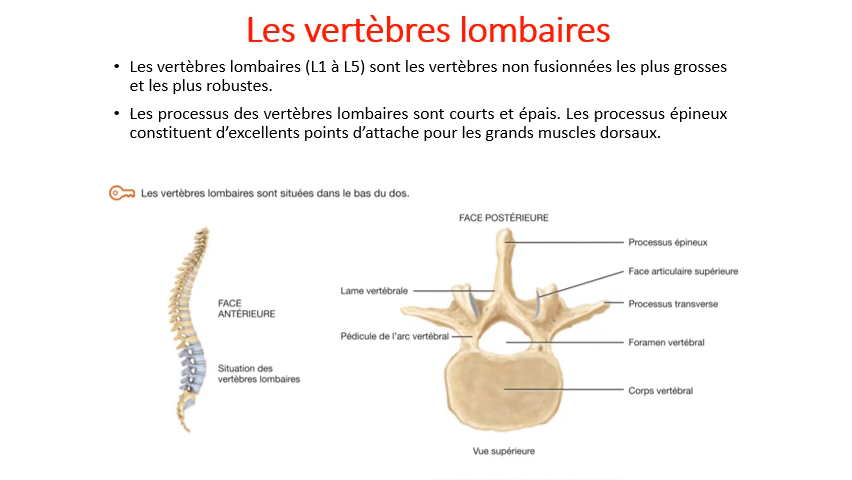 Les vertèbres lombaires
• Les vertèbres lombaires (L1 à L5) sont les vertèbres non fusionnées les plus grosses
et les plus robustes.
• Les processus des vertèbres lombaires sont courts et épais. Les processus épineux
constituent d’excellents points d’attache pour les grands muscles dorsaux.
Les vertèbres lombaires sont situées dans le bas du dos.
FACE
ANTÉRIEURE
Situation des
vertèbres lombaires
FACE POSTÉRIEURE
Lame vertébrale
Pédicule de l’arc vertébral
Processus épineux
Face articulaire supérieure
Processus transverse
Foramen vertébral
Corps vertébral
Vue supérieure